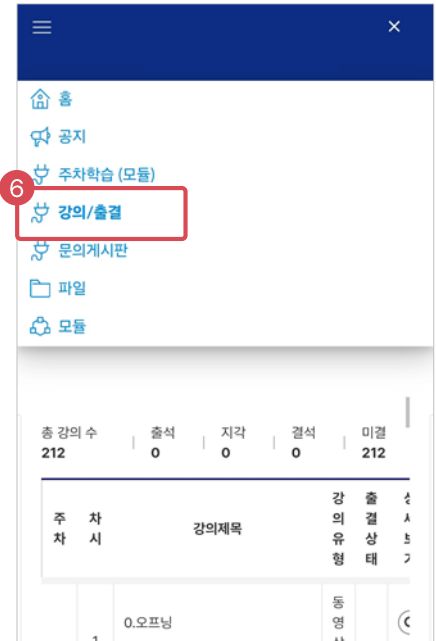 홈
공지
주차학습 (모듈)
6
강의/출결
문의게시판
파일
모듈
총 강의 수 출석 지각 결석 미결
212 0 0 0 212
주차 차시 강의제목 강의유형 출결상태
1 0.오프닝 동영상